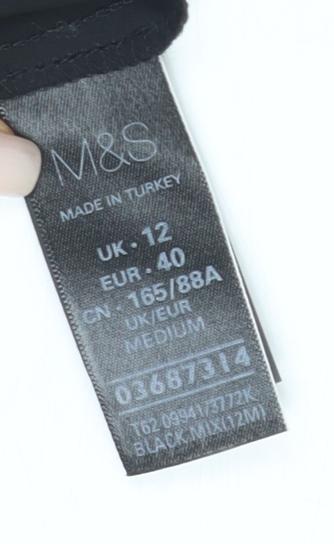 M&S
MADE IN TURKEY
UK • 12
EUR • 40
CN • 165/88A
UK/EUR
MEDIUM
03687314
T62 09941/3772K
BLACK MIX(12M)